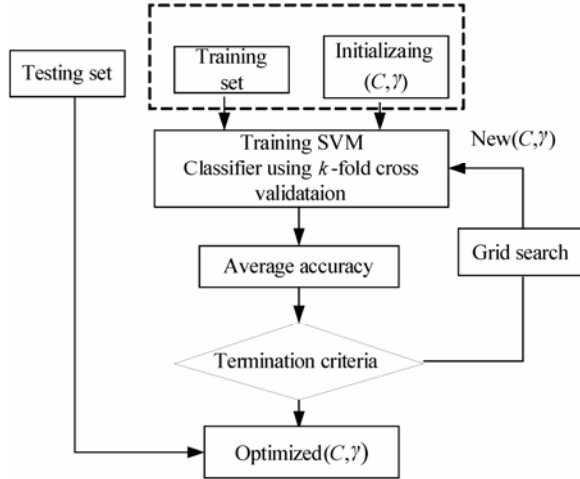 Testing set
Training
set
Initializaing
(C,γ)
Training SVM
Classifier using k-fold cross
validataion
New(C,γ)
Average accuracy
Grid search
Termination criteria
Optimized(C,γ)